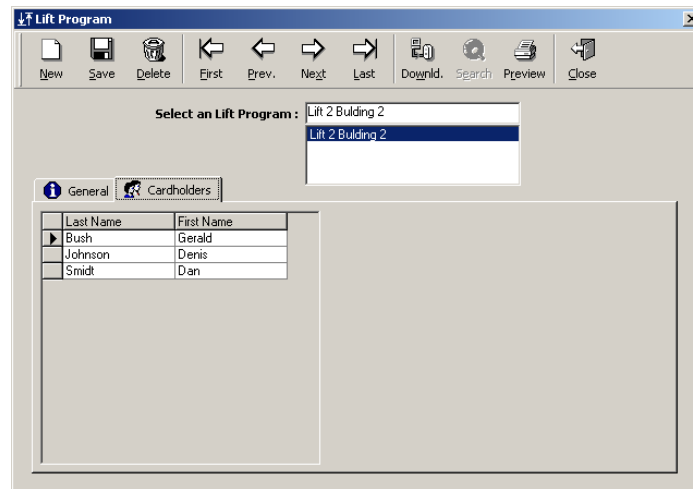 Lift Program
New Save Delete First Prev. Next Last Downld. Search Preview Close
Select an Lift Program : Lift 2 Bulding 2
Lift 2 Bulding 2
General Cardholders
Last Name First Name
Bush Gerald
Johnson Denis
Smidt Dan